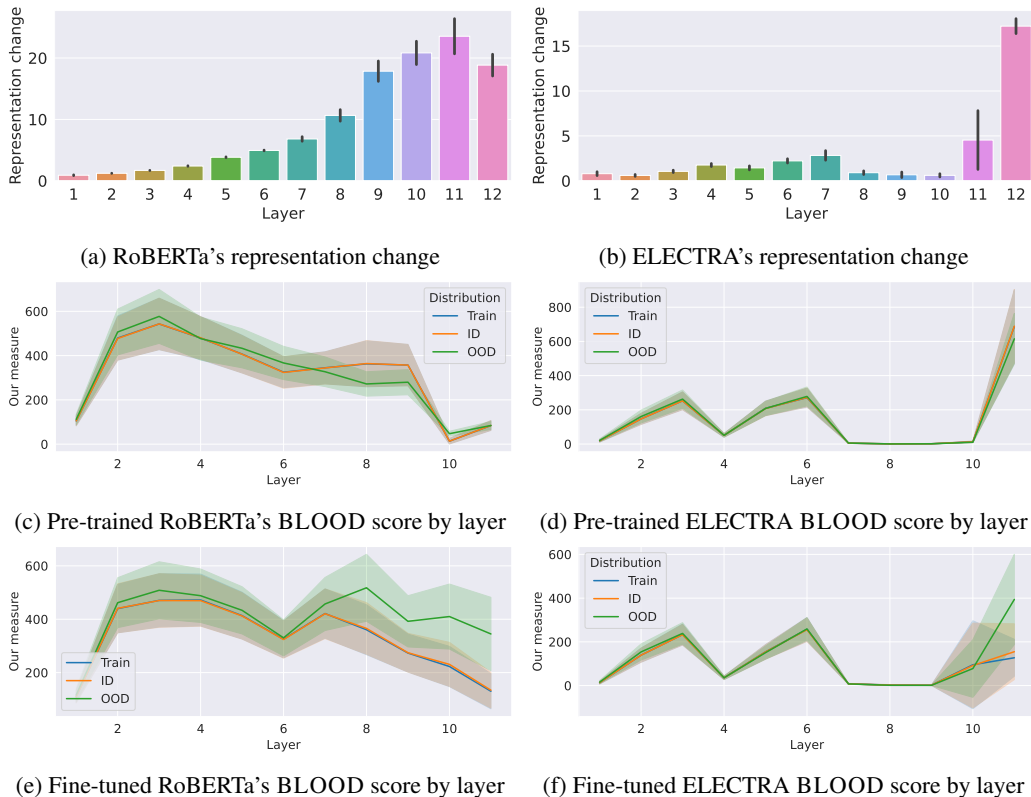 Representation change
20
10
0
1 2 3 4 5 6 7 8 9 10 11 12
Layer
(a) RoBERTa's representation change
Representation change
15
10
5
0
1 2 3 4 5 6 7 8 9 10 11 12
Layer
(b) ELECTRA's representation change
Our measure
600
400
200
0
2 4 6 8 10
Layer
Distribution
Train
ID
OOD
(c) Pre-trained RoBERTa's BLOOD score by layer
Our measure
800
600
400
200
0
2 4 6 8 10
Layer
Distribution
Train
ID
OOD
(d) Pre-trained ELECTRA BLOOD score by layer
Our measure
600
400
200
2 4 6 8 10
Layer
Train
ID
OOD
(e) Fine-tuned RoBERTa's BLOOD score by layer
Our measure
600
400
200
0
2 4 6 8 10
Layer
Distribution
Train
ID
OOD
(f) Fine-tuned ELECTRA BLOOD score by layer